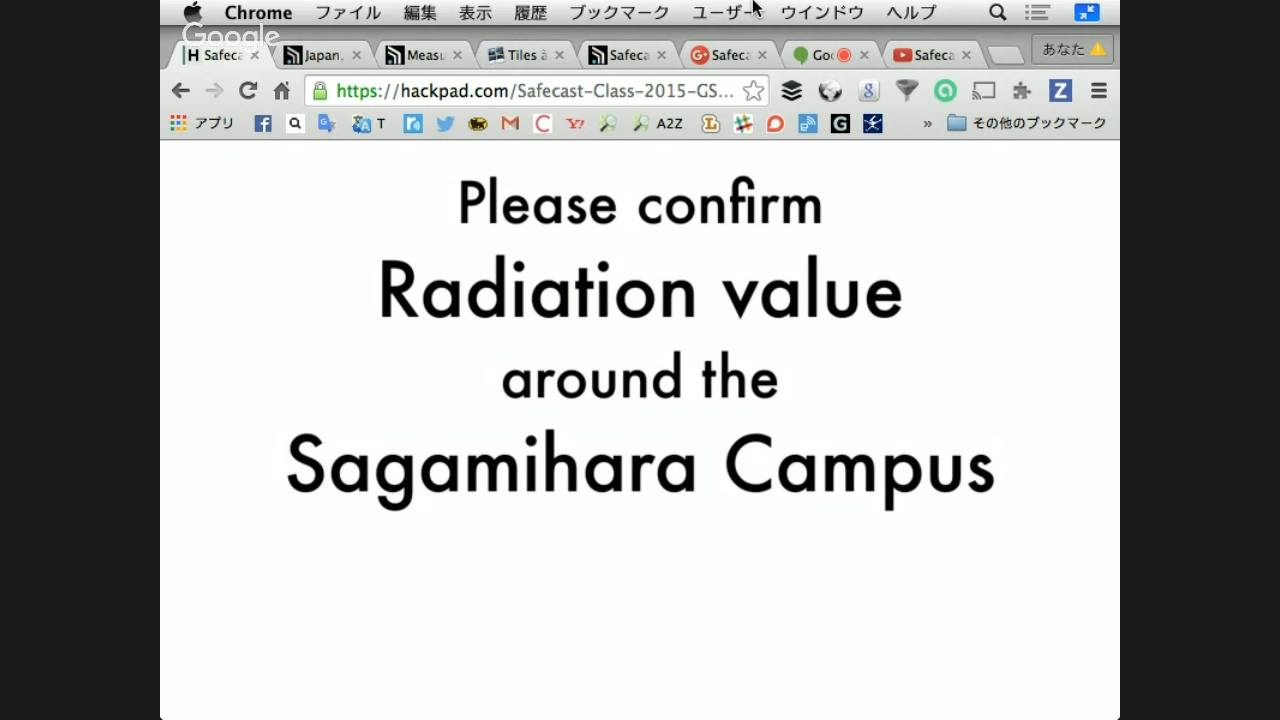 Chrome ファイル 編集 表示 履歴 ブックマーク ユーザー ウインドウ ヘルプ
Google
Safeca Japan, Measu Tiles à Safeca Safeca Goo Safeca あなた
https://hackpad.com/Safecast-Class-2015-GS...
アプリ T A2Z » その他のブックマーク
Please confirm
Radiation value
around the
Sagamihara Campus